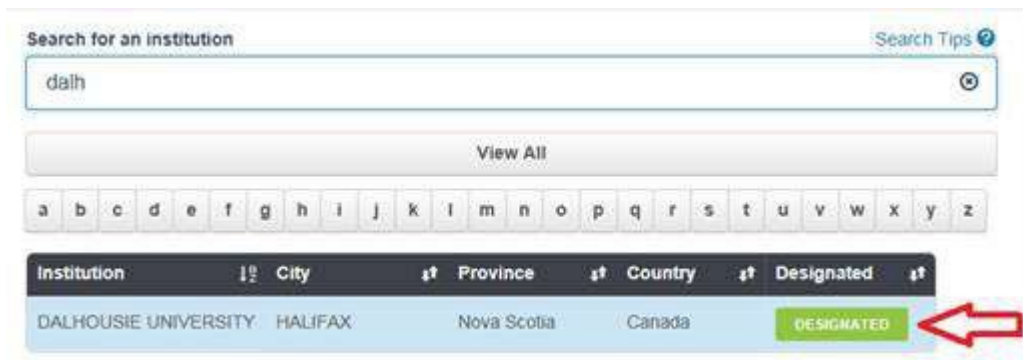 Search for an institution Search Tips
dalh
View All
a b c d e f g h i j k l m n o p q r s t u v w x y z
Institution City Province Country Designated
DALHOUSIE UNIVERSITY HALIFAX Nova Scotia Canada DESIGNATED